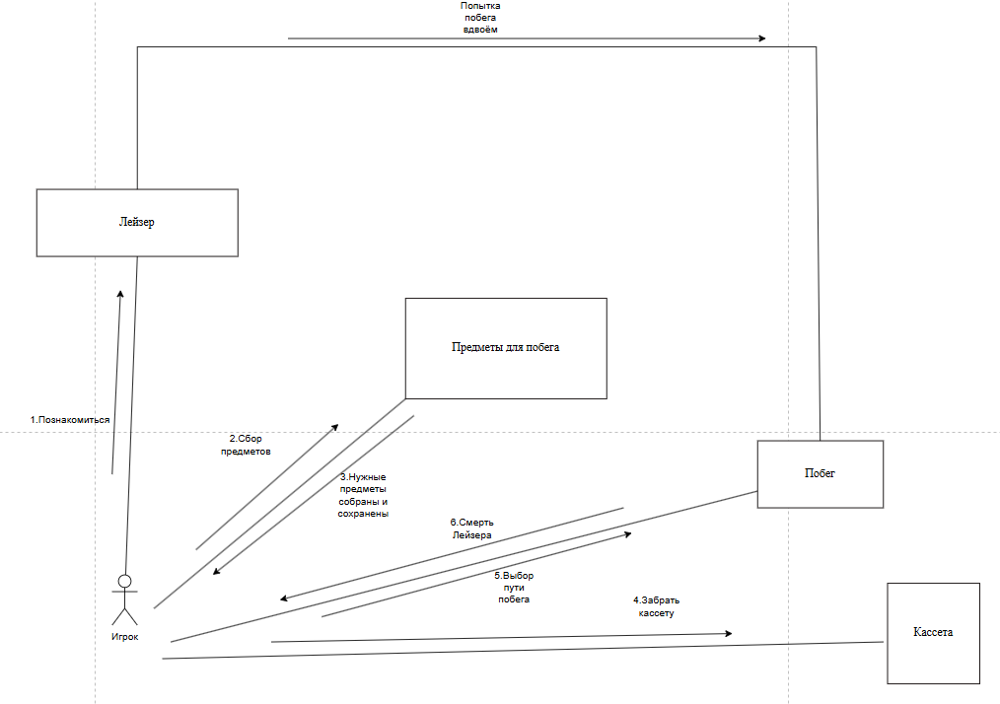 Попытка
побега
вдвоём
Лейзер
Предметы для побега
1.Познакомиться
2.Сбор
предметов
3.Нужные
предметы
собраны и
сохранены
Побег
6.Смерть
Лейзера
5.Выбор
пути
побега
4.Забрать
кассету
Кассета
Игрок